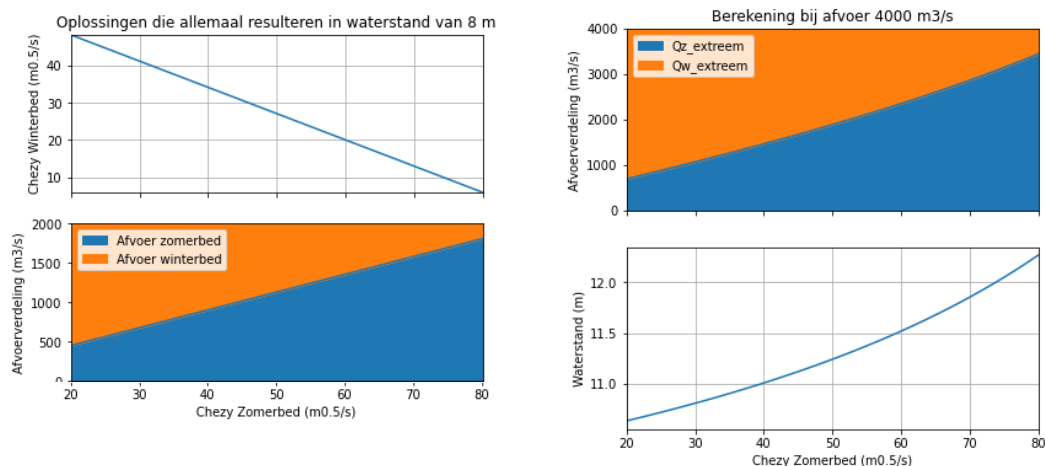 Oplossingen die allemaal resulteren in waterstand van 8 m
Chezy Winterbed (m0.5/s)
40
30
20
10
Afvoerverdeling (m3/s)
2000
1500
1000
500
0
Afvoer zomerbed
Afvoer winterbed
20 30 40 50 60 70 80
Chezy Zomerbed (m0.5/s)
Berekening bij afvoer 4000 m3/s
Afvoerverdeling (m3/s)
4000
3000
2000
1000
0
Qz_extreem
Qw_extreem
Waterstand (m)
12.0
11.5
11.0
20 30 40 50 60 70 80
Chezy Zomerbed (m0.5/s)